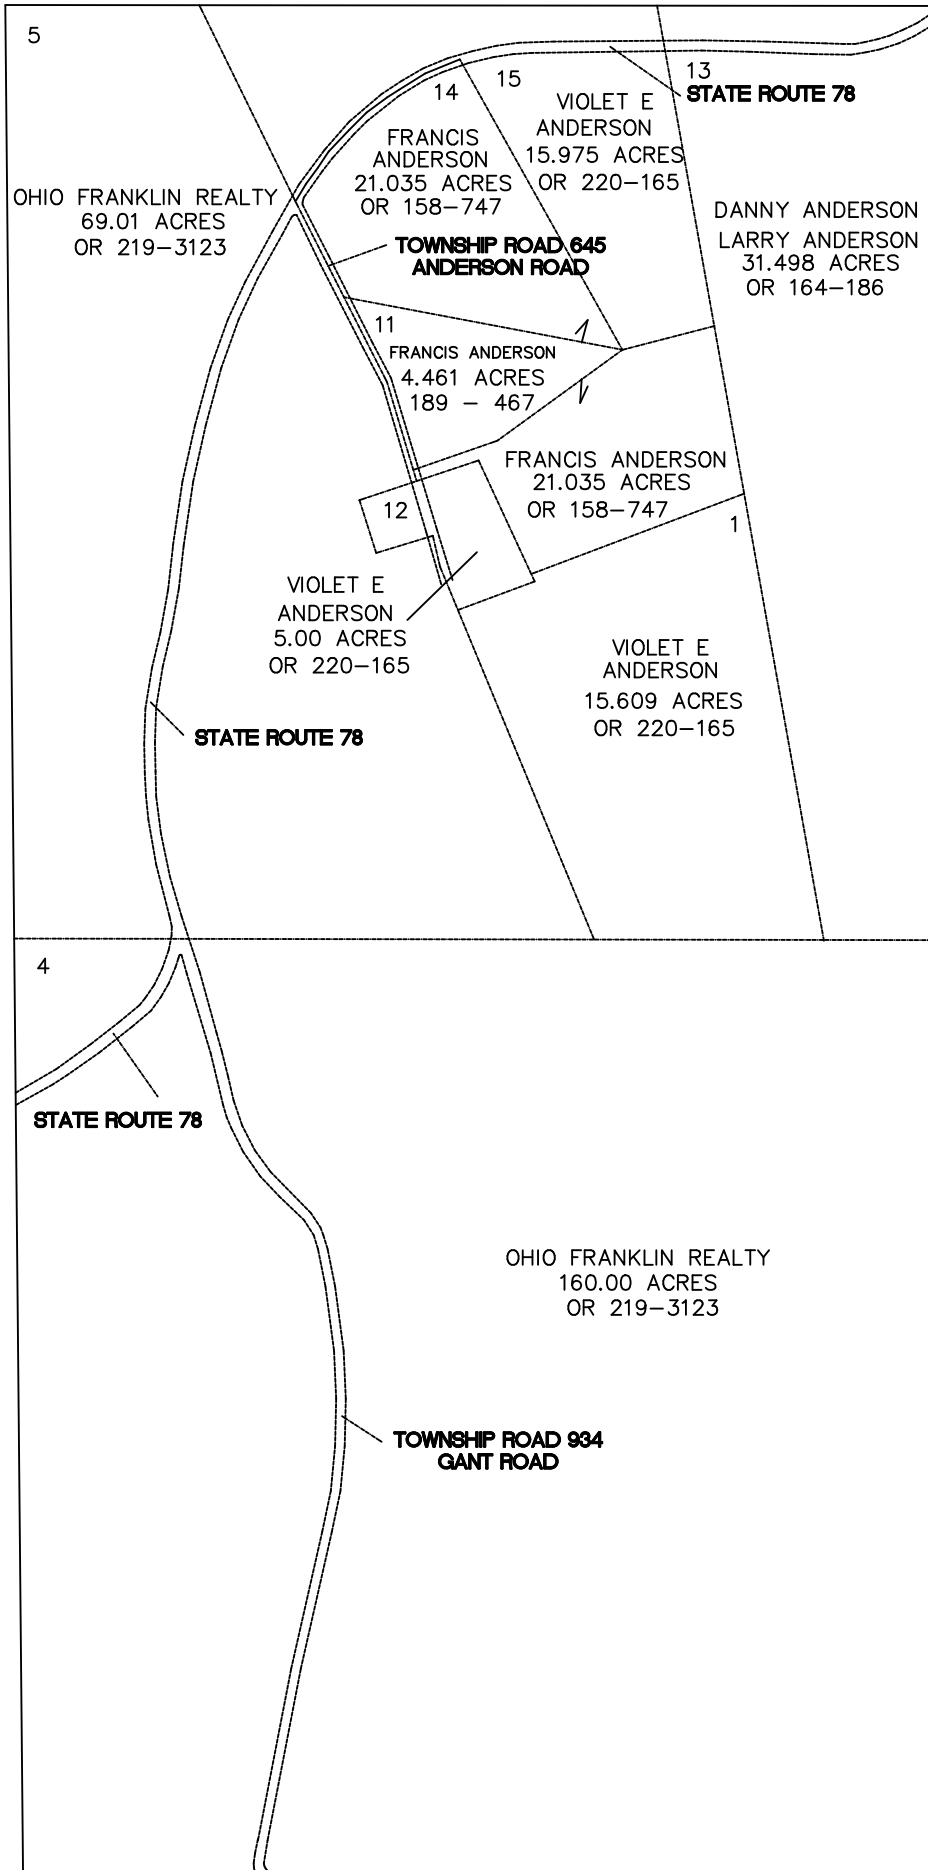 5
14
15
13
STATE ROUTE 78
VIOLET E
ANDERSON
15.975 ACRES
OR 220-165
FRANCIS
ANDERSON
21.035 ACRES
OR 158-747
OHIO FRANKLIN REALTY
69.01 ACRES
OR 219-3123
DANNY ANDERSON
LARRY ANDERSON
31.498 ACRES
OR 164-186
TOWNSHIP ROAD 645
ANDERSON ROAD
11
FRANCIS ANDERSON
4.461 ACRES
189 - 467
FRANCIS ANDERSON
21.035 ACRES
OR 158-747
12
1
VIOLET E
ANDERSON
5.00 ACRES
OR 220-165
VIOLET E
ANDERSON
15.609 ACRES
OR 220-165
STATE ROUTE 78
4
STATE ROUTE 78
OHIO FRANKLIN REALTY
160.00 ACRES
OR 219-3123
TOWNSHIP ROAD 934
GANT ROAD